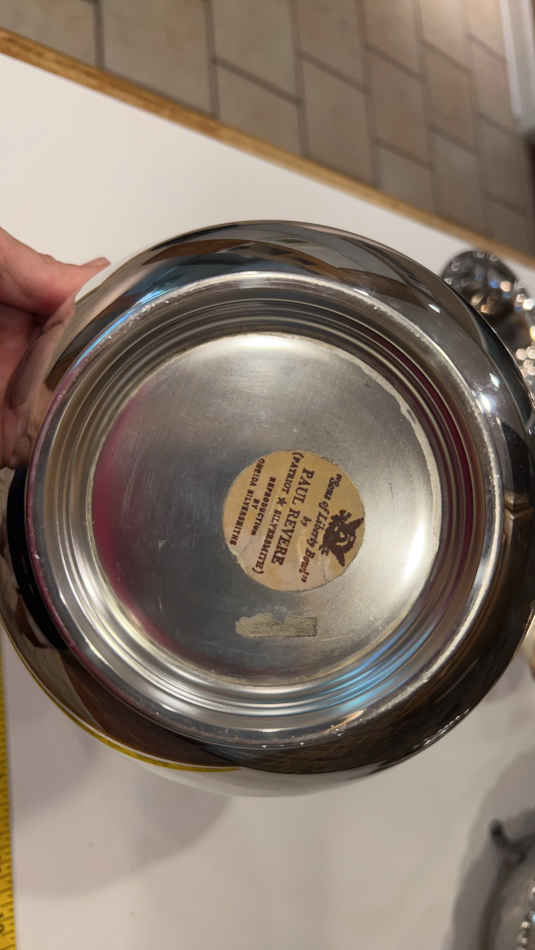 "Sons of Liberty Bowl"
by
PAUL REVERE
(PATRIOT ★ SILVERSMITH)
REPRODUCTION
BY
ONEIDA SILVERSMITHS